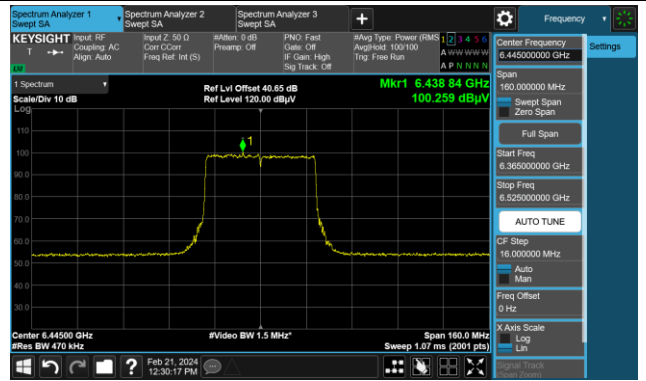 Spectrum Analyzer 1
Swept SA
Spectrum Analyzer 2
Swept SA
Spectrum Analyzer 3
Swept SA
Frequency
KEYSIGHT
Input: RF
Coupling: AC
Align: Auto
Input Z: 50 Ω
Corr CCorr
Freq Ref: Int (S)
#Atten: 0 dB
Preamp: Off
PNO: Fast
Gate: Off
IF Gain: High
Sig Track: Off
#Avg Type: Power (RMS
Avg|Hold: 100/100
Trig: Free Run
1 2 3 4 5 6
A W W W W W
A P N N N N
1 Spectrum
Scale/Div 10 dB
Log
Ref Lvl Offset 40.65 dB
Ref Level 120.00 dBµV
Mkr1 6.438 84 GHz
100.259 dBµV
1
110
100
90.0
80.0
70.0
60.0
50.0
40.0
30.0
Center 6.44500 GHz
#Res BW 470 kHz
#Video BW 1.5 MHz*
Span 160.0 MHz
Sweep 1.07 ms (2001 pts)
Center Frequency
6.445000000 GHz
Settings
Span
160.000000 MHz
Swept Span
Zero Span
Full Span
Start Freq
6.365000000 GHz
Stop Freq
6.525000000 GHz
AUTO TUNE
CF Step
16.000000 MHz
Auto
Man
Freq Offset
0 Hz
X Axis Scale
Log
Lin
Signal Track
(Span Zoom)
?
Feb 21, 2024
12:30:17 PM